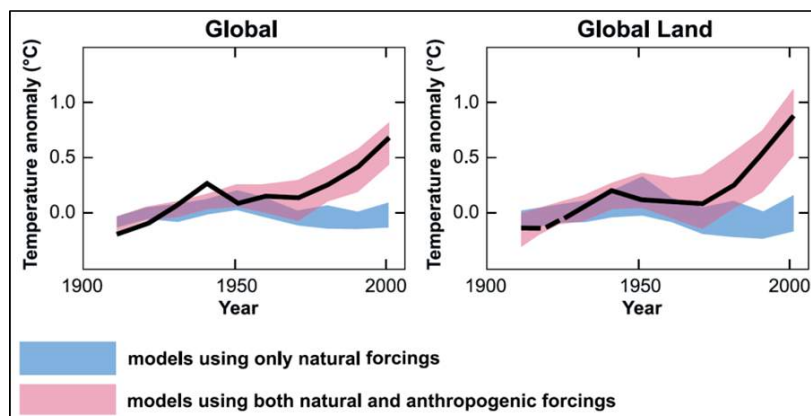 Global
Temperature anomaly (°C)
1.0
0.5
0.0
1900
1950
2000
Year
Global Land
Temperature anomaly (°C)
1.0
0.5
0.0
1900
1950
2000
Year
models using only natural forcings
models using both natural and anthropogenic forcings